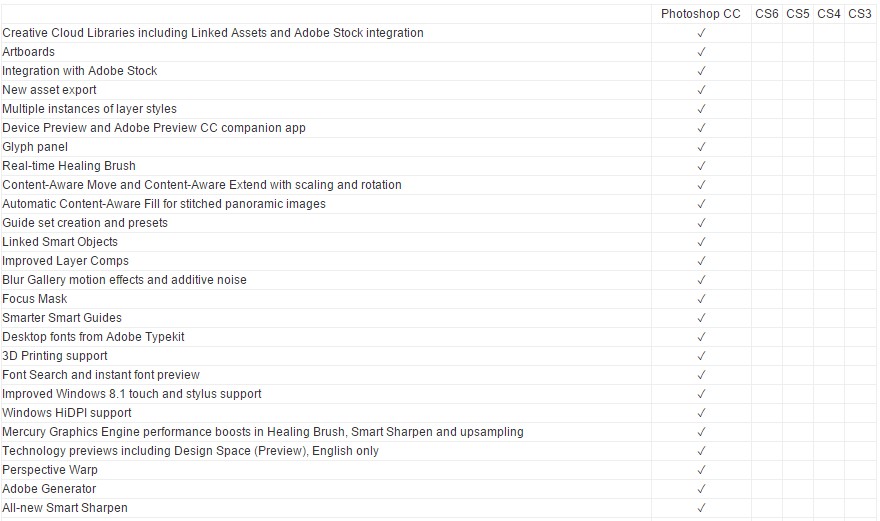 Photoshop CC CS6 CS5 CS4 CS3
Creative Cloud Libraries including Linked Assets and Adobe Stock integration ✓
Artboards ✓
Integration with Adobe Stock ✓
New asset export ✓
Multiple instances of layer styles ✓
Device Preview and Adobe Preview CC companion app ✓
Glyph panel ✓
Real-time Healing Brush ✓
Content-Aware Move and Content-Aware Extend with scaling and rotation ✓
Automatic Content-Aware Fill for stitched panoramic images ✓
Guide set creation and presets ✓
Linked Smart Objects ✓
Improved Layer Comps ✓
Blur Gallery motion effects and additive noise ✓
Focus Mask ✓
Smarter Smart Guides ✓
Desktop fonts from Adobe Typekit ✓
3D Printing support ✓
Font Search and instant font preview ✓
Improved Windows 8.1 touch and stylus support ✓
Windows HiDPI support ✓
Mercury Graphics Engine performance boosts in Healing Brush, Smart Sharpen and upsampling ✓
Technology previews including Design Space (Preview), English only ✓
Perspective Warp ✓
Adobe Generator ✓
All-new Smart Sharpen ✓